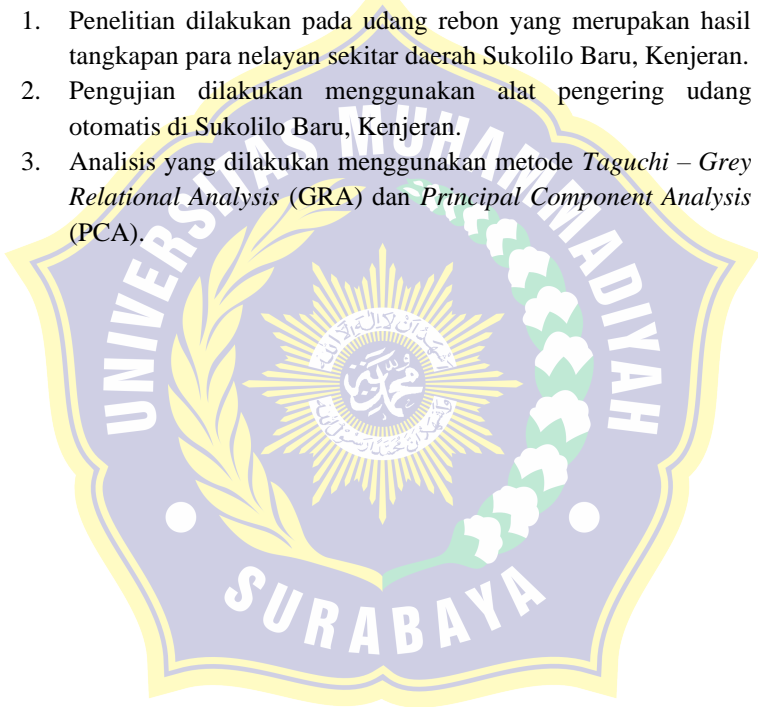 1. Penelitian dilakukan pada udang rebon yang merupakan hasil
tangkapan para nelayan sekitar daerah Sukolilo Baru, Kenjeran.
2. Pengujian dilakukan menggunakan alat pengering udang
otomatis di Sukolilo Baru, Kenjeran.
3. Analisis yang dilakukan menggunakan metode Taguchi – Grey
Relational Analysis (GRA) dan Principal Component Analysis
(PCA).
UNIVERSITAS MUHAMMADIYAH
SURABAYA